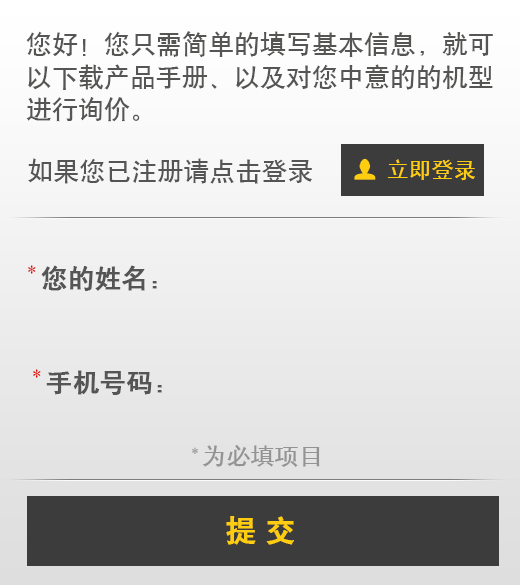 您好！您只需简单的填写基本信息，就可
以下载产品手册、以及对您中意的的机型
进行询价。
如果您已注册请点击登录 立即登录
*您的姓名：
*手机号码：
*为必填项目
提 交